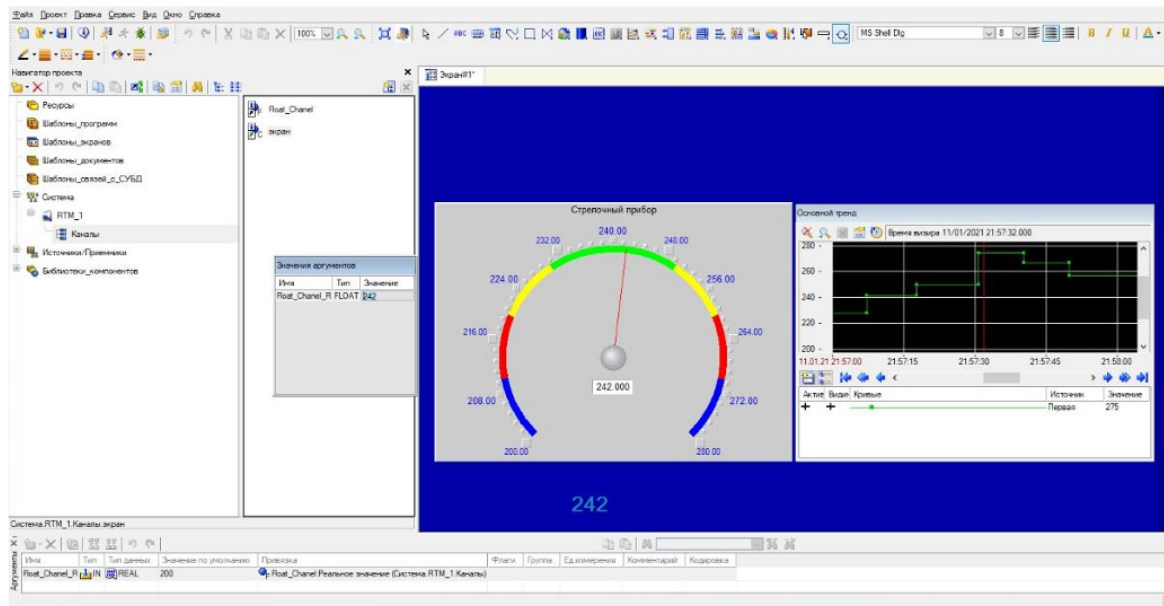 Файл Проект Правка Сервис Вид Окно Справка
100% ABC OK MS Shell Dlg 8 B I U A
Навигатор проекта
Экран#1*
Ресурсы
Шаблоны_программ
Шаблоны_экранов
Шаблоны_документов
Шаблоны_связей_с_СУБД
Система
RTM_1
Каналы
Источники/Приемники
Библиотеки_компонентов
Float_Chanel
экран
Значения аргументов
Имя Тип Значение
Float_Chanel_R FLOAT 242
Стрелочный прибор
240.00
232.00 248.00
224.00 256.00
216.00 264.00
242.000
208.00 272.00
200.00 280.00
242
Основной тренд
Время визира 11/01/2021 21:57:32.000
280
260
240
220
200
11.01.21 21:57:00 21:57:15 21:57:30 21:57:45 21:58:00
Актив Видим Кривые Источник Значение
Первая 275
Система.RTM_1.Каналы.экран
Аргументы
Имя Тип Тип данных Значение по умолчанию Привязка Флаги Группа Ед.измерения Комментарий Кодировка
Float_Chanel_R IN REAL 200 Float_Chanel:Реальное значение (Система.RTM_1.Каналы)